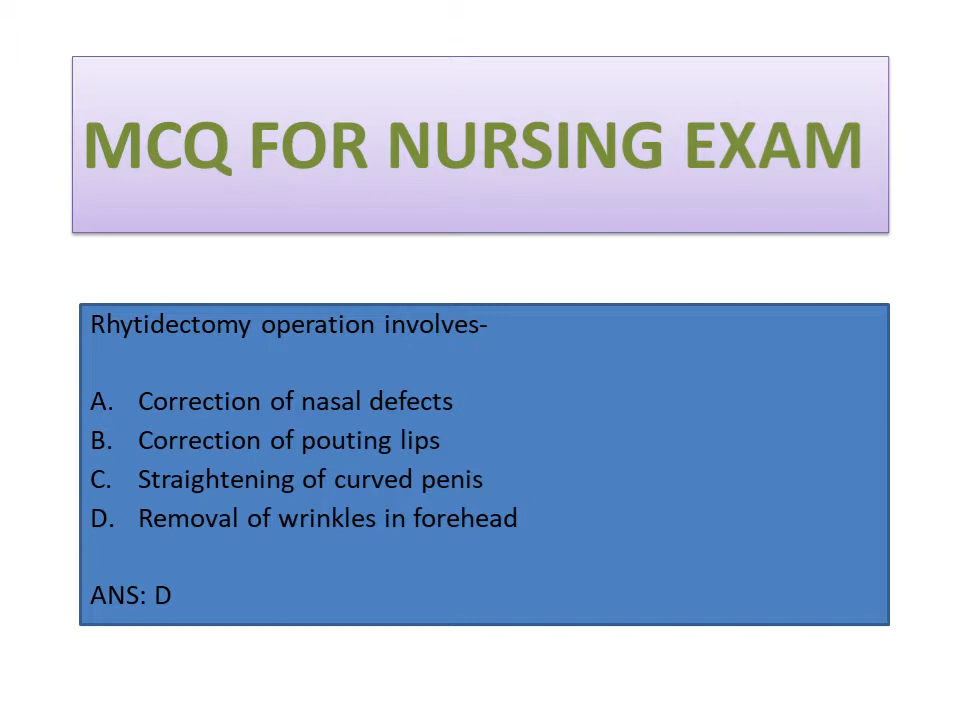 MCQ FOR NURSING EXAM
Rhytidectomy operation involves-
A. Correction of nasal defects
B. Correction of pouting lips
C. Straightening of curved penis
D. Removal of wrinkles in forehead
ANS: D